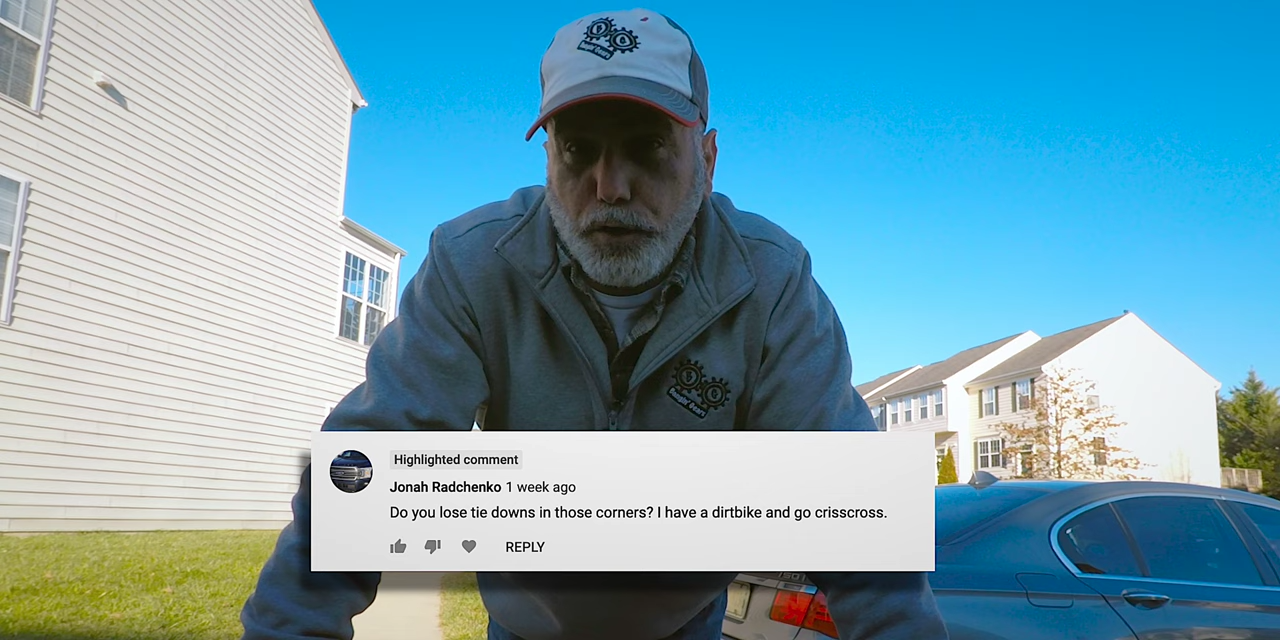 Highlighted comment
Jonah Radchenko 1 week ago
Do you lose tie downs in those corners? I have a dirtbike and go crisscross.
REPLY